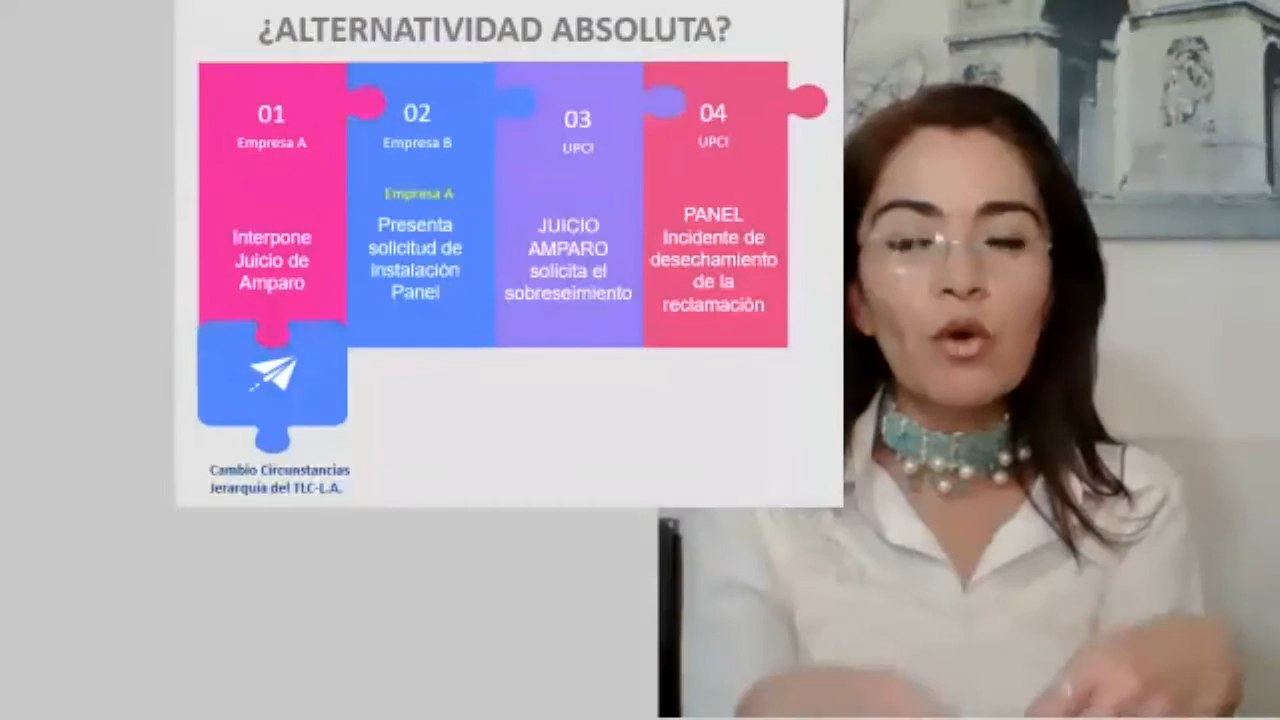 ¿ALTERNATIVIDAD ABSOLUTA?
01
Empresa A
Interpone
Juicio de
Amparo
02
Empresa B
Empresa A
Presenta
solicitud de
Instalación
Panel
03
UPCI
JUICIO
AMPARO
solicita el
sobreseimiento
04
UPCI
PANEL
Incidente de
desechamiento
de la
reclamación
Cambio Circunstancias
Jerarquía del TLC-L.A.